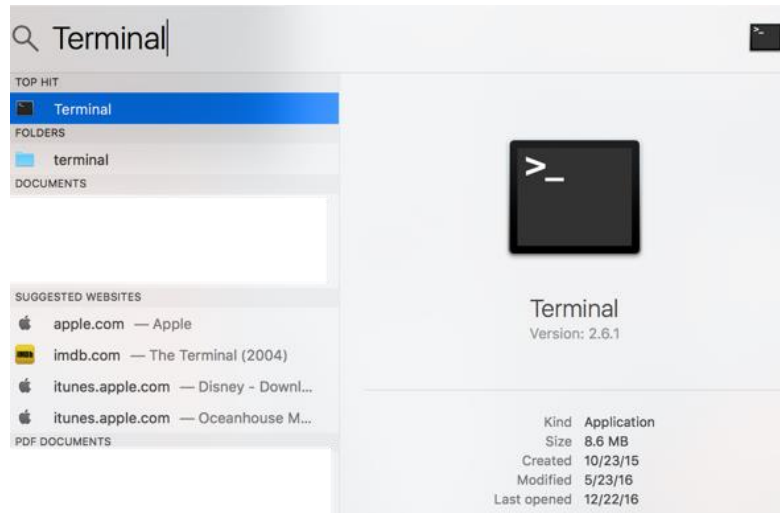 Terminal
TOP HIT
Terminal
FOLDERS
terminal
DOCUMENTS
SUGGESTED WEBSITES
apple.com — Apple
imdb.com — The Terminal (2004)
itunes.apple.com — Disney - Downl...
itunes.apple.com — Oceanhouse M...
PDF DOCUMENTS
>_
Terminal
Version: 2.6.1
Kind Application
Size 8.6 MB
Created 10/23/15
Modified 5/23/16
Last opened 12/22/16